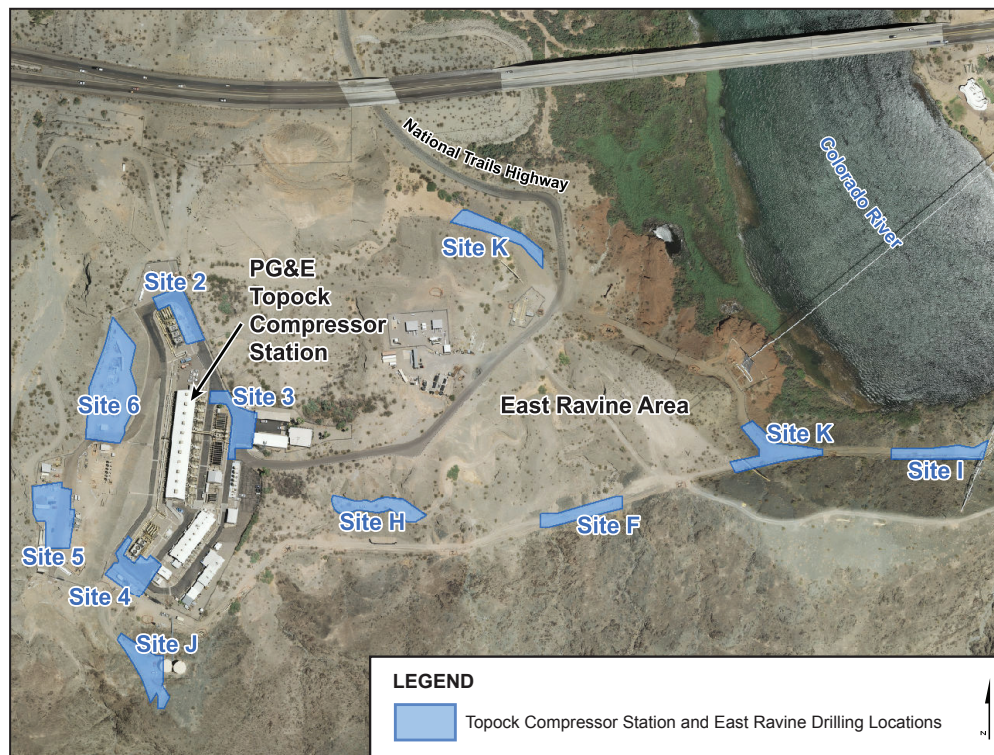 National Trails Highway
Colorado River
Site K
PG&E
Topock
Compressor
Station
Site 2
Site 3
Site 6
East Ravine Area
Site K
Site I
Site H
Site F
Site 5
Site 4
Site J
LEGEND
Topock Compressor Station and East Ravine Drilling Locations
N